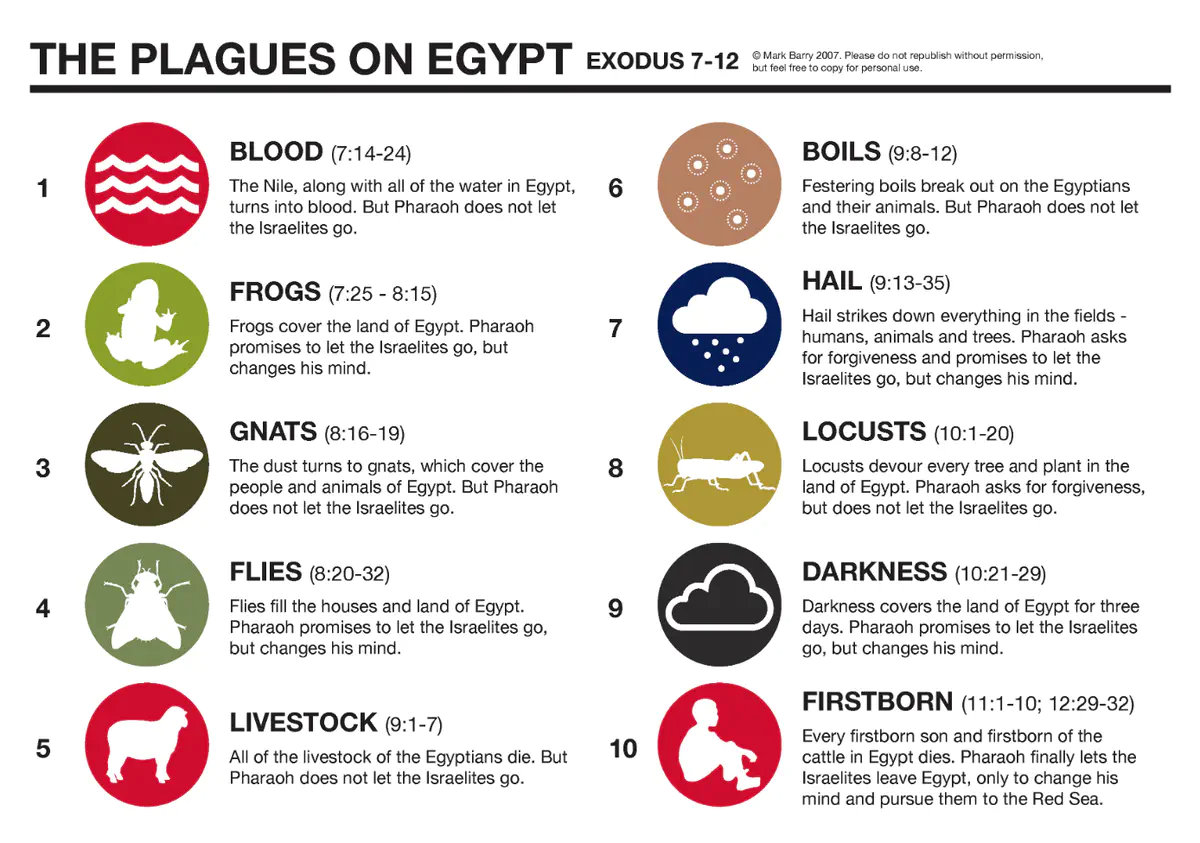 THE PLAGUES ON EGYPT EXODUS 7-12
© Mark Barry 2007. Please do not republish without permission,
but feel free to copy for personal use.
1
BLOOD (7:14-24)
The Nile, along with all of the water in Egypt,
turns into blood. But Pharaoh does not let
the Israelites go.
2
FROGS (7:25 - 8:15)
Frogs cover the land of Egypt. Pharaoh
promises to let the Israelites go, but
changes his mind.
3
GNATS (8:16-19)
The dust turns to gnats, which cover the
people and animals of Egypt. But Pharaoh
does not let the Israelites go.
4
FLIES (8:20-32)
Flies fill the houses and land of Egypt.
Pharaoh promises to let the Israelites go,
but changes his mind.
5
LIVESTOCK (9:1-7)
All of the livestock of the Egyptians die. But
Pharaoh does not let the Israelites go.
6
BOILS (9:8-12)
Festering boils break out on the Egyptians
and their animals. But Pharaoh does not let
the Israelites go.
7
HAIL (9:13-35)
Hail strikes down everything in the fields -
humans, animals and trees. Pharaoh asks
for forgiveness and promises to let the
Israelites go, but changes his mind.
8
LOCUSTS (10:1-20)
Locusts devour every tree and plant in the
land of Egypt. Pharaoh asks for forgiveness,
but does not let the Israelites go.
9
DARKNESS (10:21-29)
Darkness covers the land of Egypt for three
days. Pharaoh promises to let the Israelites
go, but changes his mind.
10
FIRSTBORN (11:1-10; 12:29-32)
Every firstborn son and firstborn of the
cattle in Egypt dies. Pharaoh finally lets the
Israelites leave Egypt, only to change his
mind and pursue them to the Red Sea.